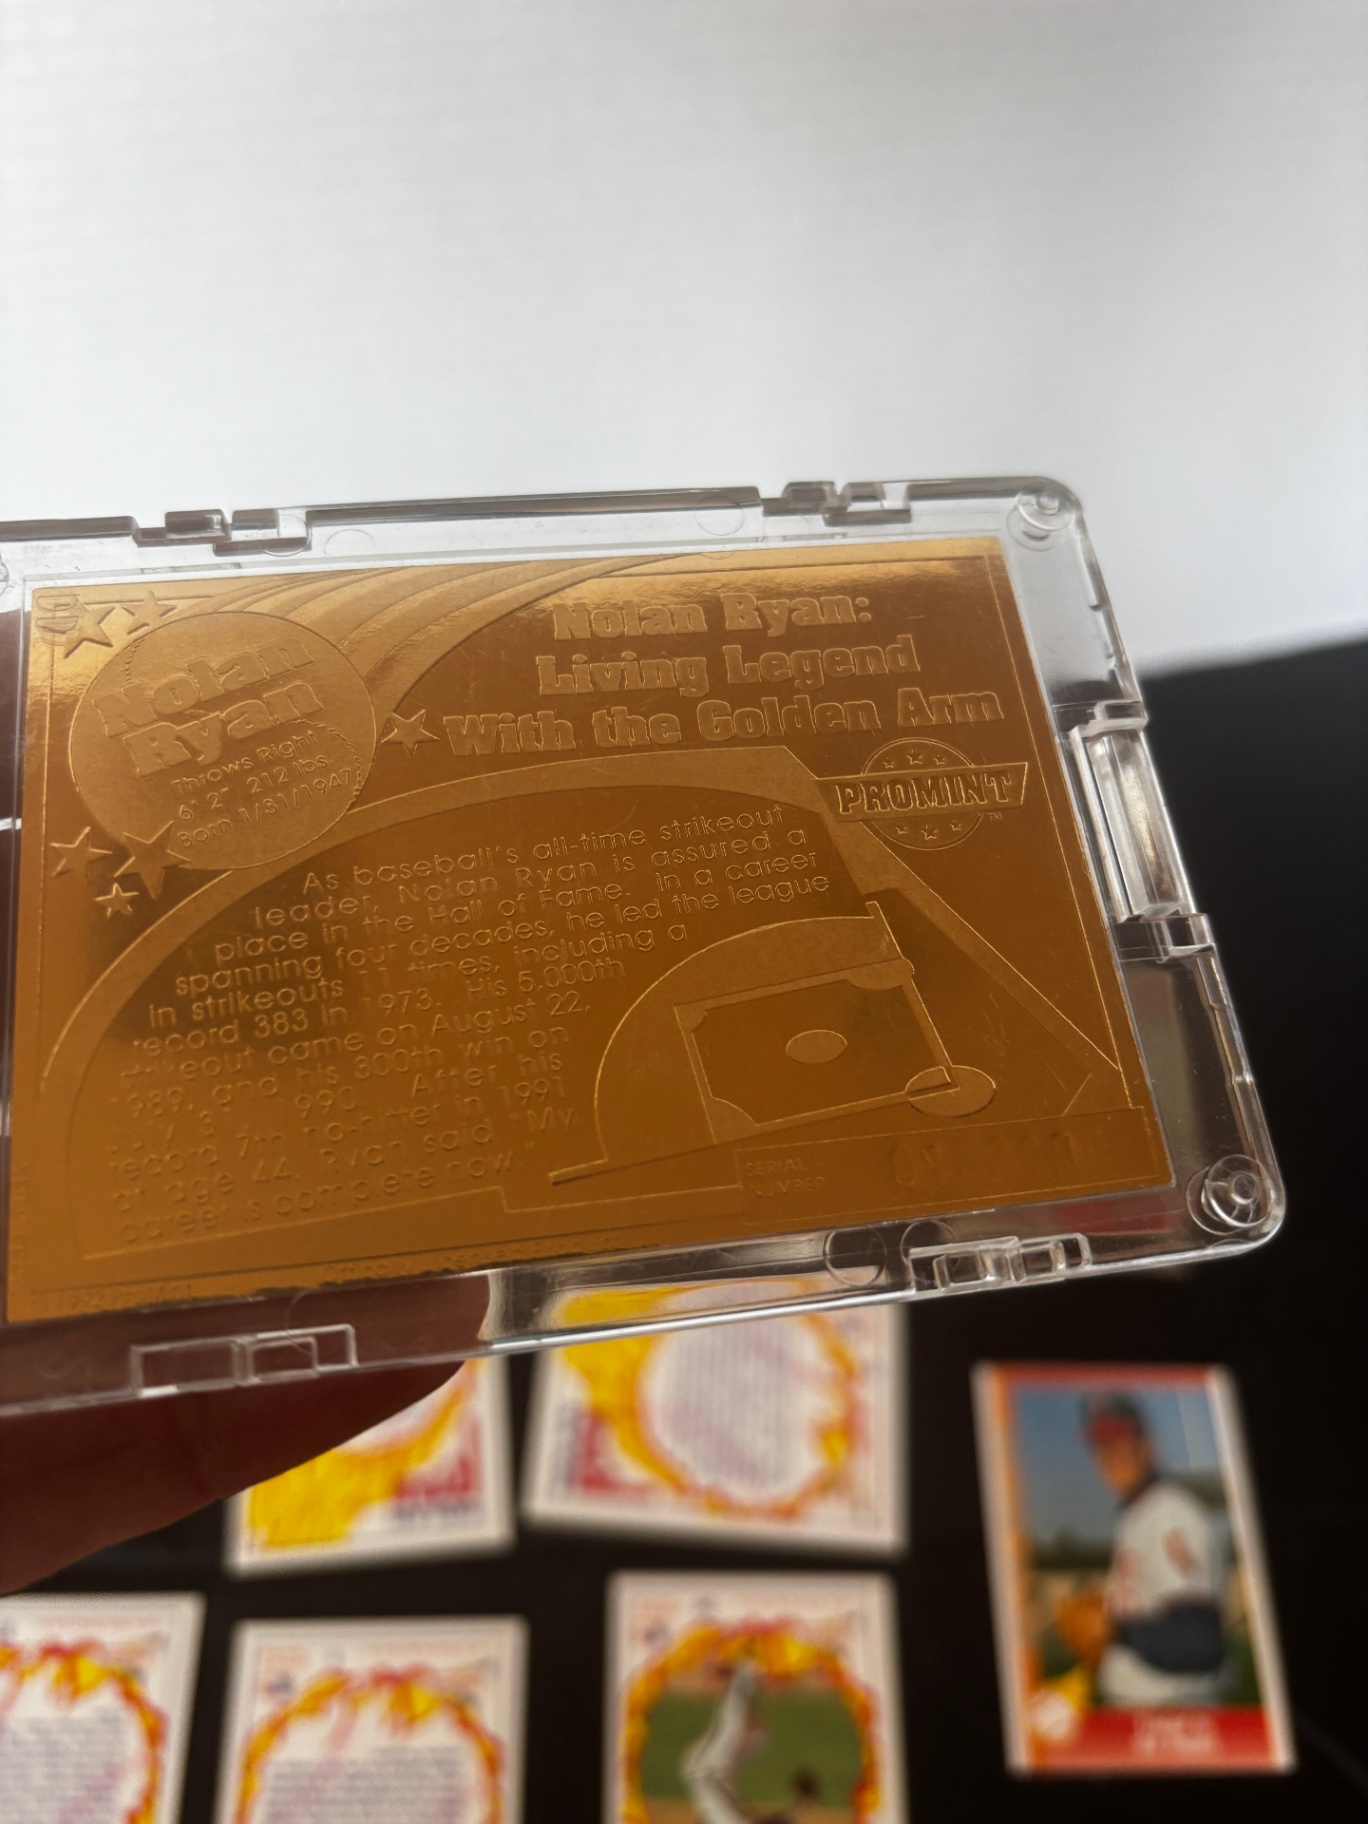 Nolan Ryan:
Living Legend
With the Golden Arm
Nolan
Ryan
Throws Right
6' 2" 212 lbs.
Born 1/31/1947
PROMINT
TM
As baseball's all-time strikeout
leader, Nolan Ryan is assured a
place in the Hall of Fame. In a career
spanning four decades, he led the league
in strikeouts 11 times, including a
record 383 in 1973. His 5,000th
strikeout came on August 22,
1989, and his 300th win on
1990. After his
record 7th no-hitter in 1991
at age 44, Ryan said "My
career is complete now."
SERIAL
NUMBER